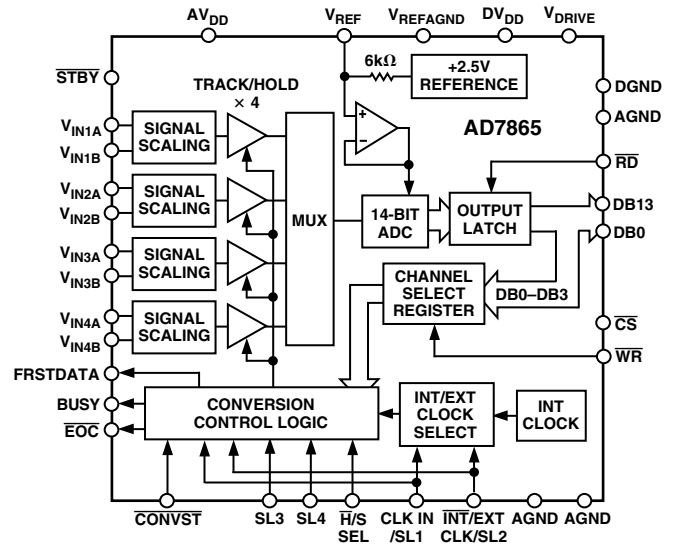 AVDD
VREF
VREFAGND
DVDD
VDRIVE
STBY
6kΩ
+2.5V
REFERENCE
DGND
TRACK/HOLD
× 4
AGND
VIN1A
VIN1B
SIGNAL
SCALING
+
−
AD7865
RD
VIN2A
VIN2B
SIGNAL
SCALING
MUX
14-BIT
ADC
OUTPUT
LATCH
DB13
DB0
VIN3A
VIN3B
SIGNAL
SCALING
CHANNEL
SELECT
REGISTER
DB0–DB3
VIN4A
VIN4B
SIGNAL
SCALING
CS
WR
FRSTDATA
BUSY
EOC
CONVERSION
CONTROL LOGIC
INT/EXT
CLOCK
SELECT
INT
CLOCK
CONVST
SL3
SL4
H/S
SEL
CLK IN
/SL1
INT/EXT
CLK/SL2
AGND
AGND